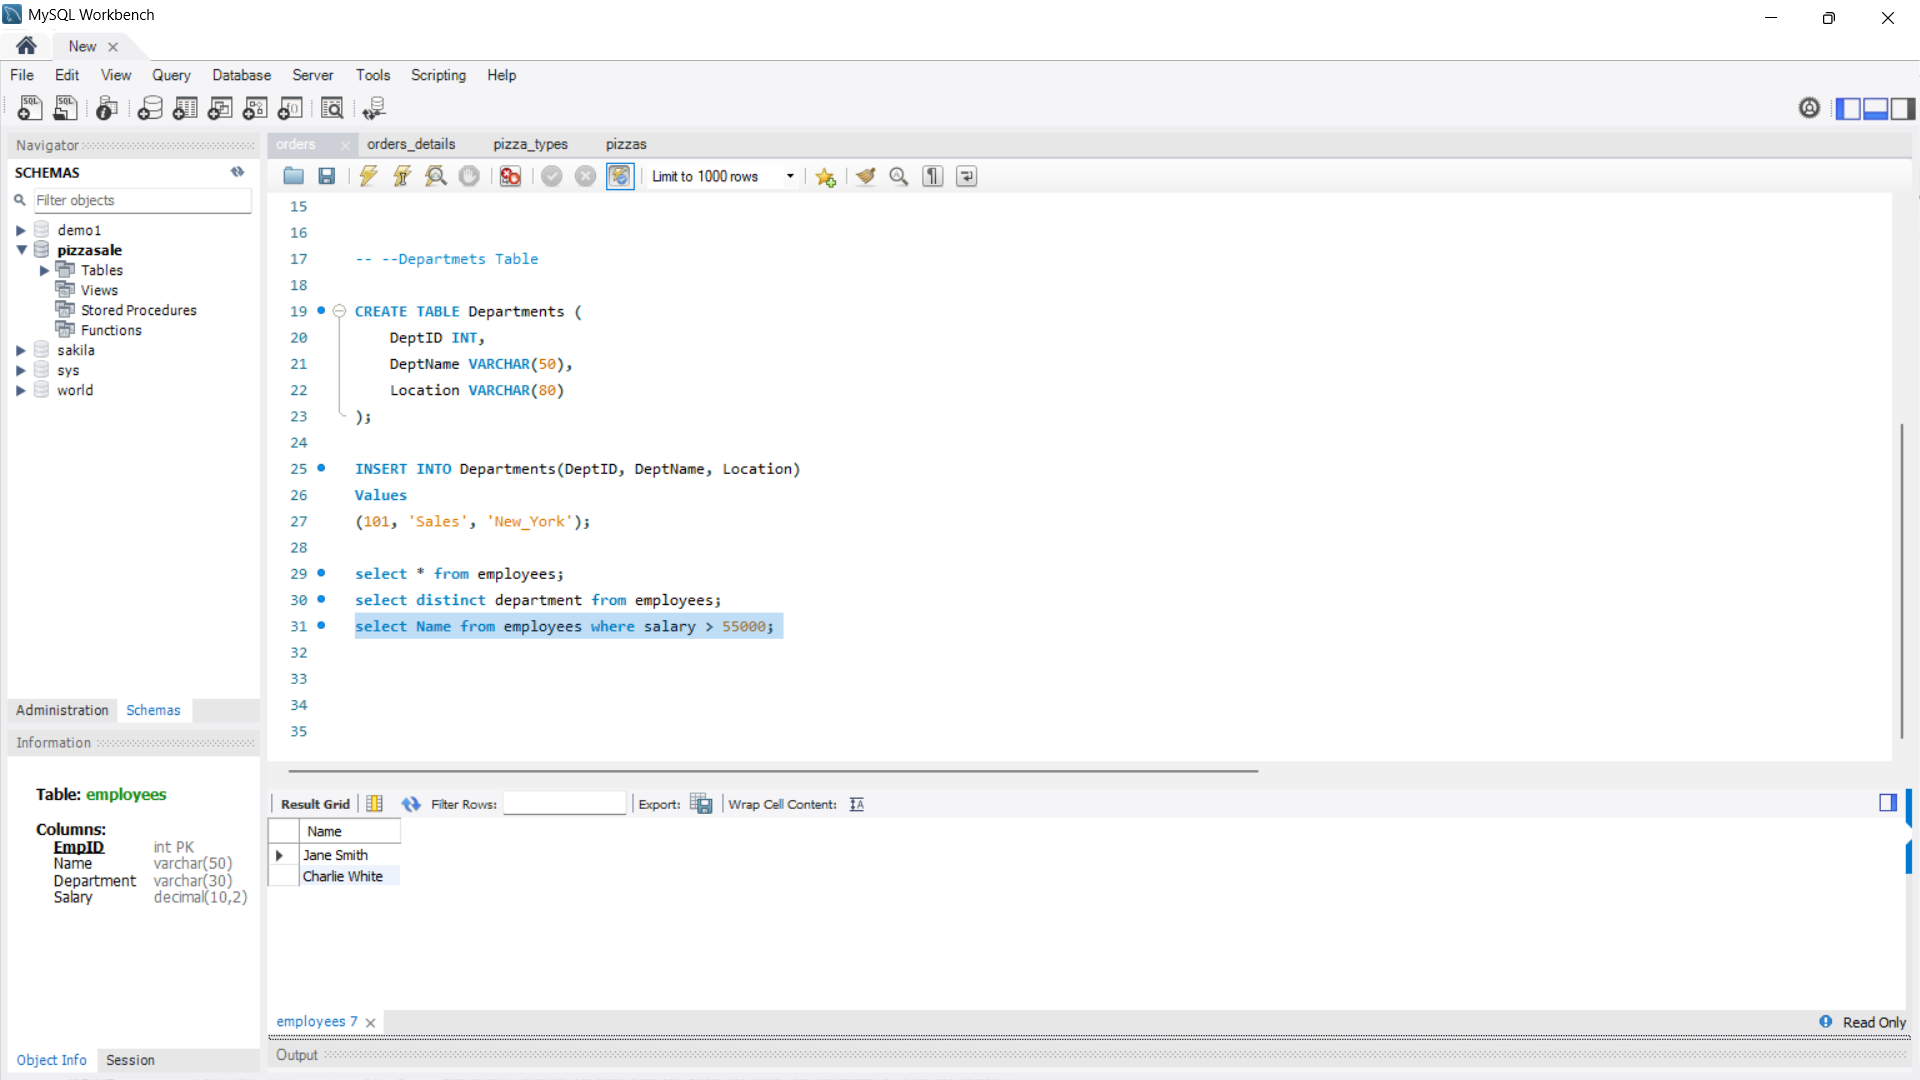 MySQL Workbench
New
File Edit View Query Database Server Tools Scripting Help
Navigator
SCHEMAS
Filter objects
demo1
pizzasale
Tables
Views
Stored Procedures
Functions
sakila
sys
world
Administration Schemas
Information
Table: employees
Columns:
EmpID int PK
Name varchar(50)
Department varchar(30)
Salary decimal(10,2)
Object Info Session
orders orders_details pizza_types pizzas
Limit to 1000 rows
15
16
17 -- --Departmets Table
18
19 CREATE TABLE Departments (
20 DeptID INT,
21 DeptName VARCHAR(50),
22 Location VARCHAR(80)
23 );
24
25 INSERT INTO Departments(DeptID, DeptName, Location)
26 Values
27 (101, 'Sales', 'New_York');
28
29 select * from employees;
30 select distinct department from employees;
31 select Name from employees where salary > 55000;
32
33
34
35
Result Grid Filter Rows: Export: Wrap Cell Content:
Name
Jane Smith
Charlie White
employees 7
Read Only
Output